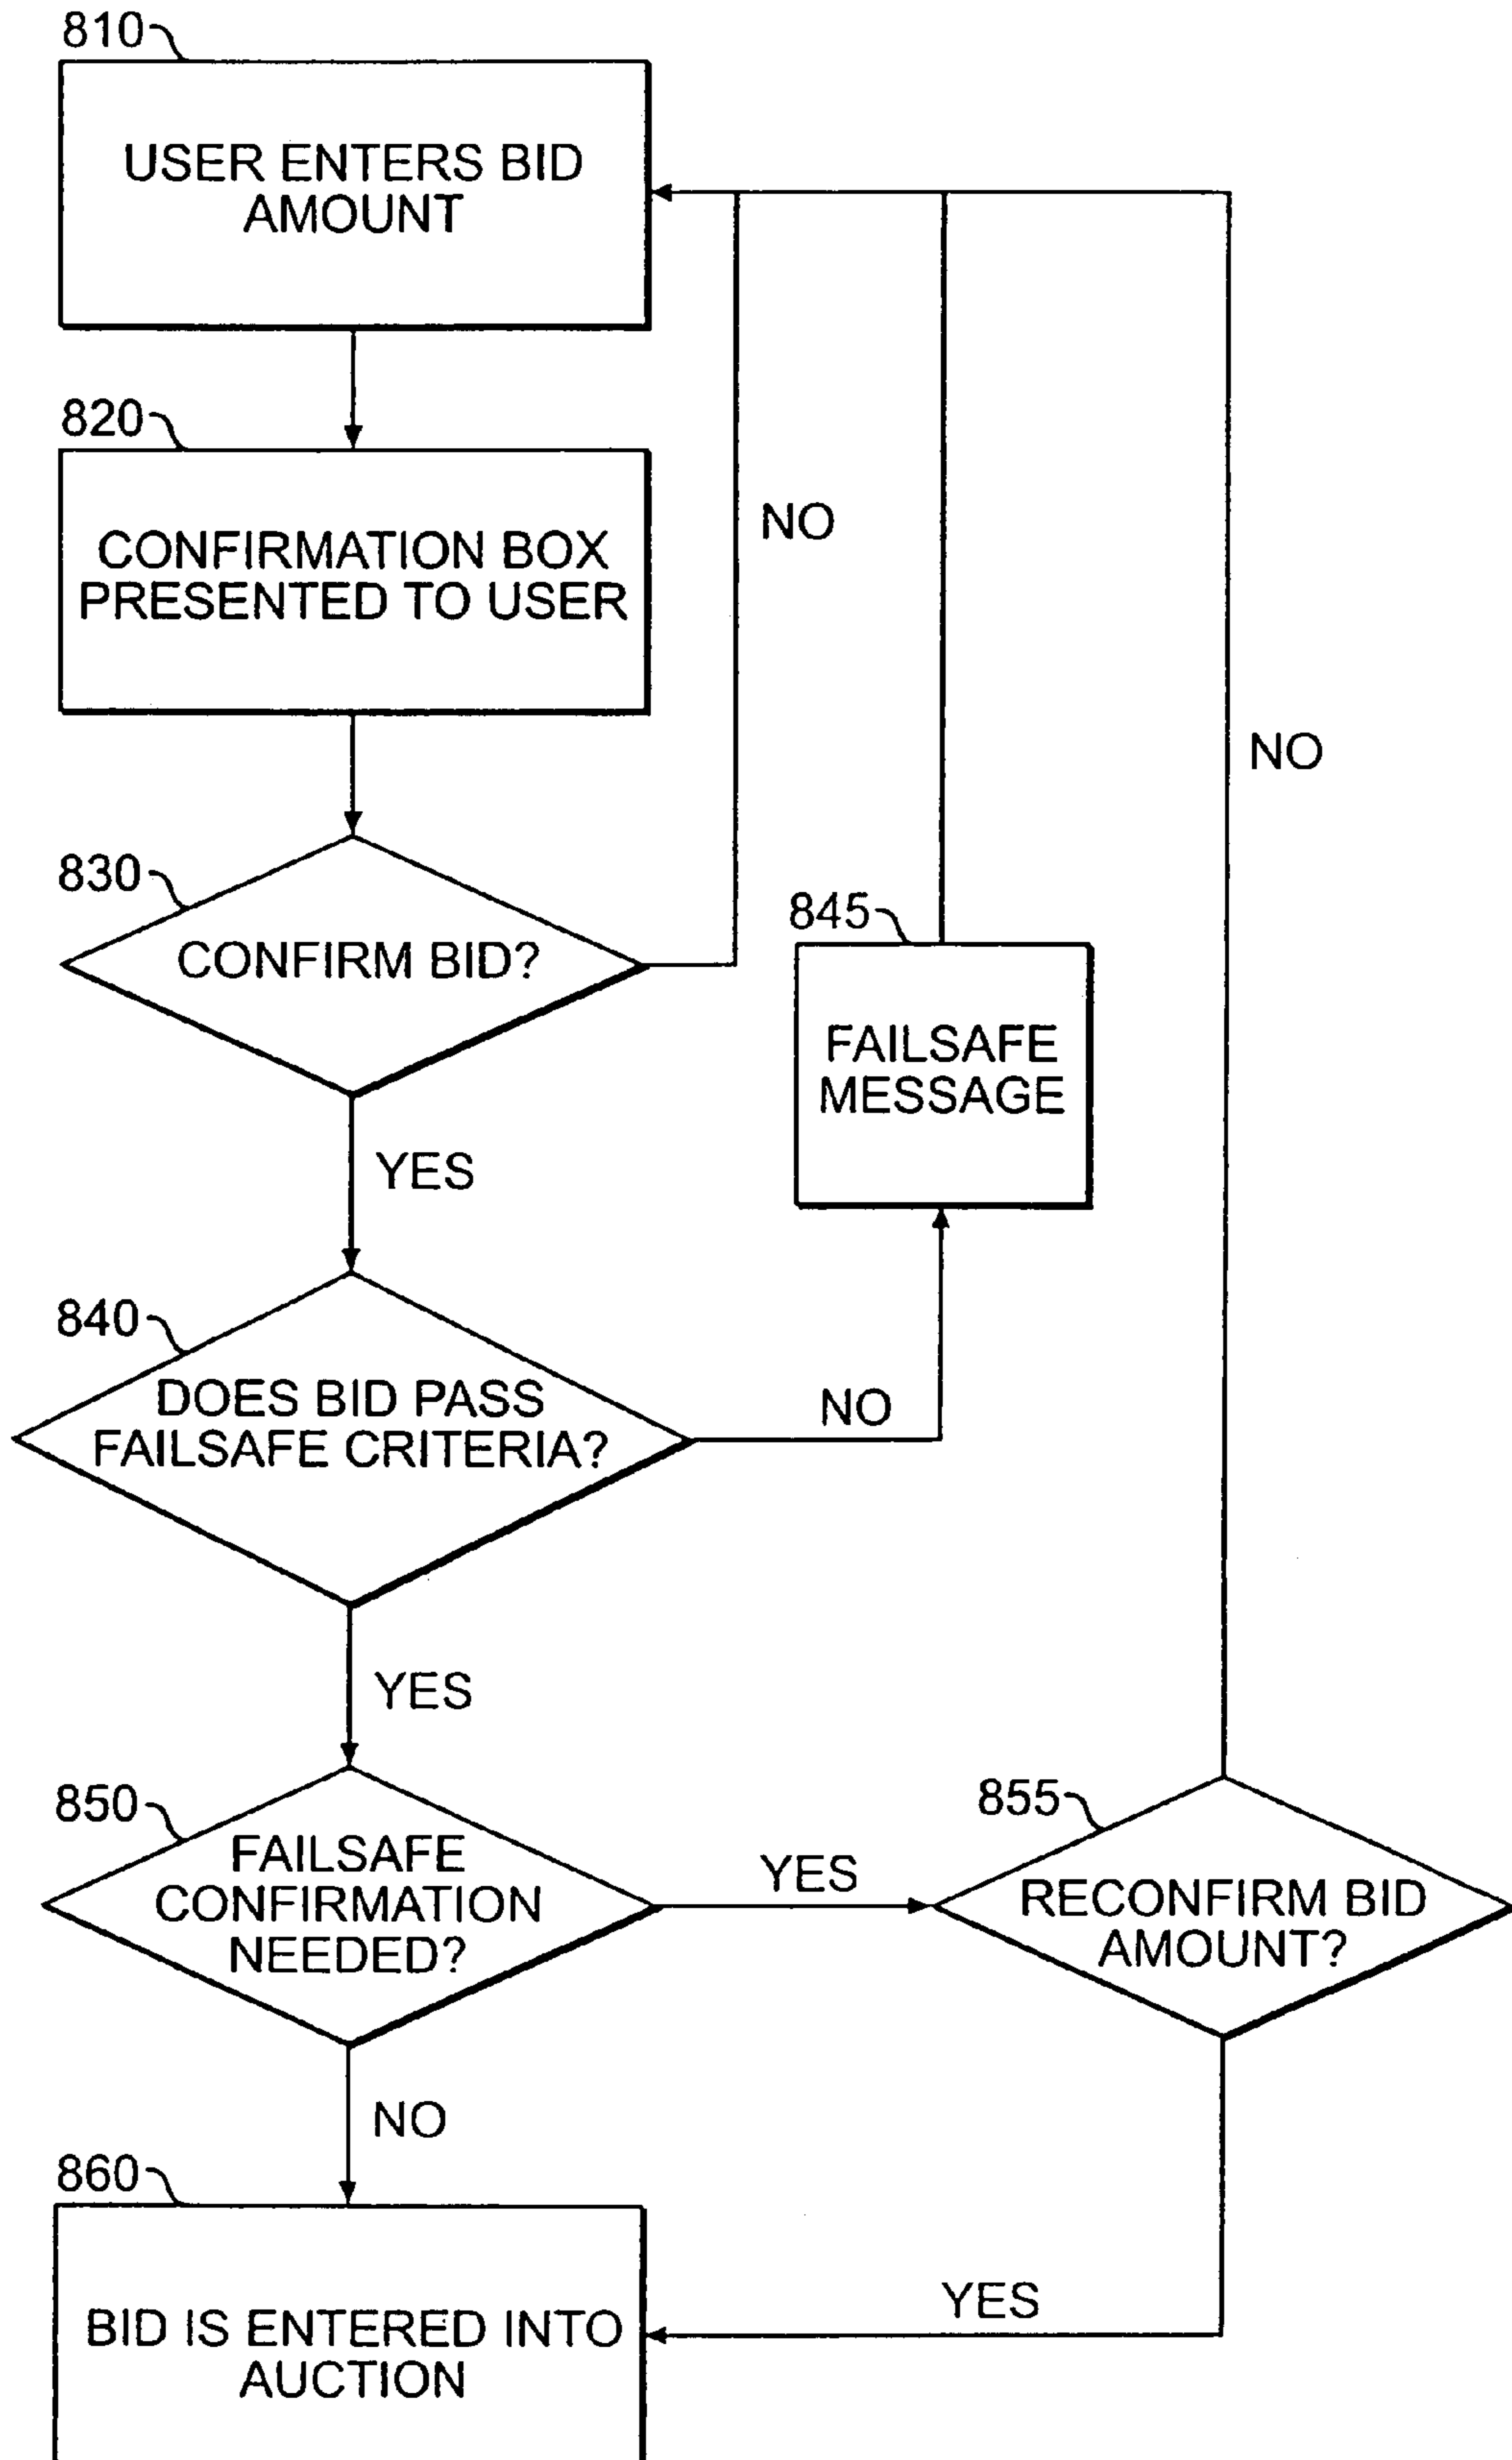 810
USER ENTERS BID
AMOUNT
820
CONFIRMATION BOX
PRESENTED TO USER
NO
NO
830
CONFIRM BID?
845
FAILSAFE
MESSAGE
YES
840
DOES BID PASS
FAILSAFE CRITERIA?
NO
YES
850
FAILSAFE
CONFIRMATION
NEEDED?
YES
855
RECONFIRM BID
AMOUNT?
NO
860
BID IS ENTERED INTO
AUCTION
YES